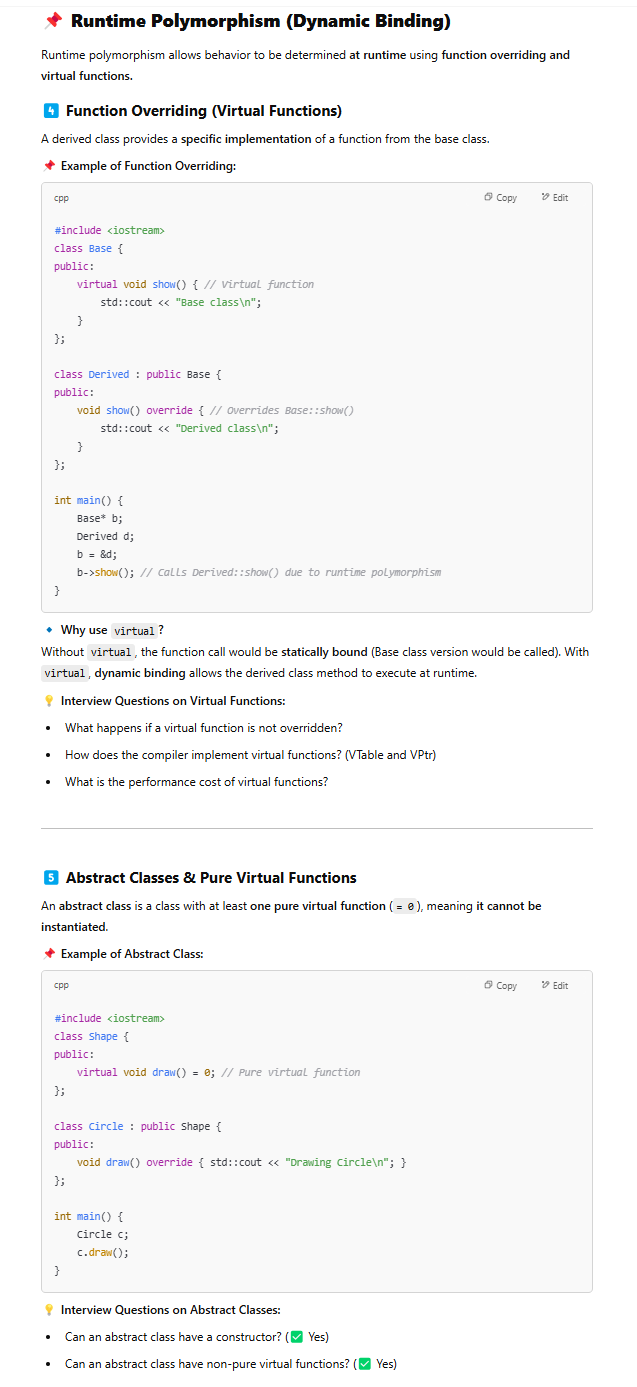 📌 Runtime Polymorphism (Dynamic Binding)
Runtime polymorphism allows behavior to be determined at runtime using function overriding and
virtual functions.
4️⃣ Function Overriding (Virtual Functions)
A derived class provides a specific implementation of a function from the base class.
📌 Example of Function Overriding:
cpp Copy Edit
#include <iostream>
class Base {
public:
    virtual void show() { // Virtual function
        std::cout << "Base class\n";
    }
};

class Derived : public Base {
public:
    void show() override { // Overrides Base::show()
        std::cout << "Derived class\n";
    }
};

int main() {
    Base* b;
    Derived d;
    b = &d;
    b->show(); // Calls Derived::show() due to runtime polymorphism
}
🔹 Why use virtual?
Without virtual, the function call would be statically bound (Base class version would be called). With
virtual, dynamic binding allows the derived class method to execute at runtime.
💡 Interview Questions on Virtual Functions:
• What happens if a virtual function is not overridden?
• How does the compiler implement virtual functions? (VTable and VPtr)
• What is the performance cost of virtual functions?
5️⃣ Abstract Classes & Pure Virtual Functions
An abstract class is a class with at least one pure virtual function (= 0), meaning it cannot be
instantiated.
📌 Example of Abstract Class:
cpp Copy Edit
#include <iostream>
class Shape {
public:
    virtual void draw() = 0; // Pure virtual function
};

class Circle : public Shape {
public:
    void draw() override { std::cout << "Drawing Circle\n"; }
};

int main() {
    Circle c;
    c.draw();
}
💡 Interview Questions on Abstract Classes:
• Can an abstract class have a constructor? (✅ Yes)
• Can an abstract class have non-pure virtual functions? (✅ Yes)